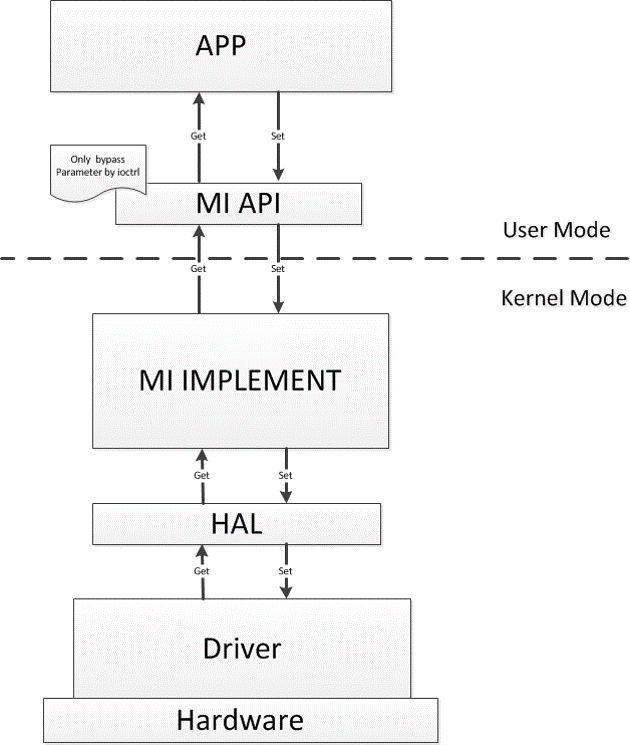 APP
Get Set
Only bypass
Parameter by ioctrl
MI API
User Mode
Get Set
Kernel Mode
MI IMPLEMENT
Get Set
HAL
Get Set
Driver
Hardware